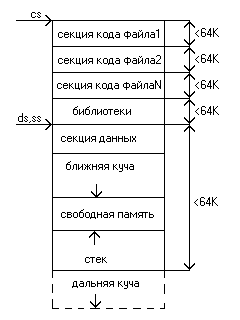 cs
секция кода файла1 <64K
секция кода файла2 <64K
секция кода файлаN <64K
библиотеки <64K
ds,ss
секция данных
ближняя куча
<64K
свободная память
стек
дальняя куча